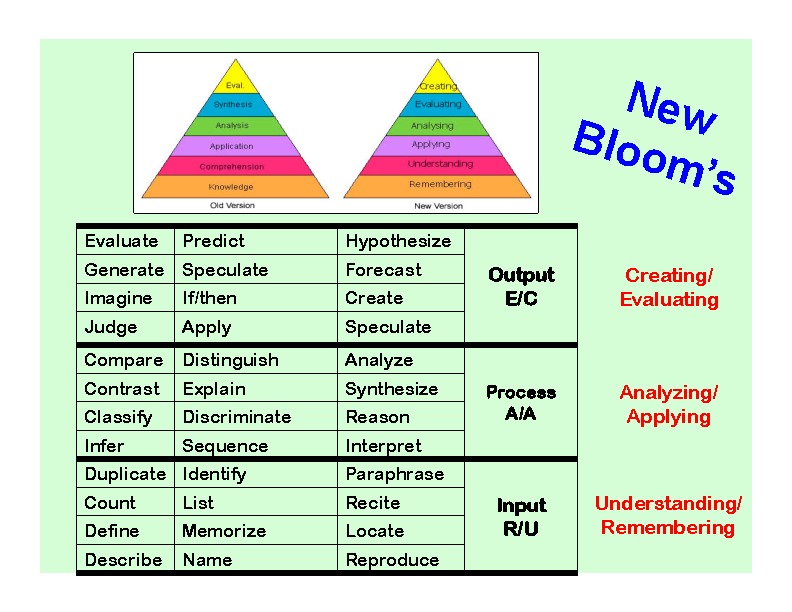 Eval.
Synthesis
Analysis
Application
Comprehension
Knowledge
Old Version
Creating
Evaluating
Analysing
Applying
Understanding
Remembering
New Version
New
Bloom's
Evaluate Predict Hypothesize
Generate Speculate Forecast
Imagine If/then Create
Judge Apply Speculate
Output
E/C
Creating/
Evaluating
Compare Distinguish Analyze
Contrast Explain Synthesize
Classify Discriminate Reason
Infer Sequence Interpret
Process
A/A
Analyzing/
Applying
Duplicate Identify Paraphrase
Count List Recite
Define Memorize Locate
Describe Name Reproduce
Input
R/U
Understanding/
Remembering